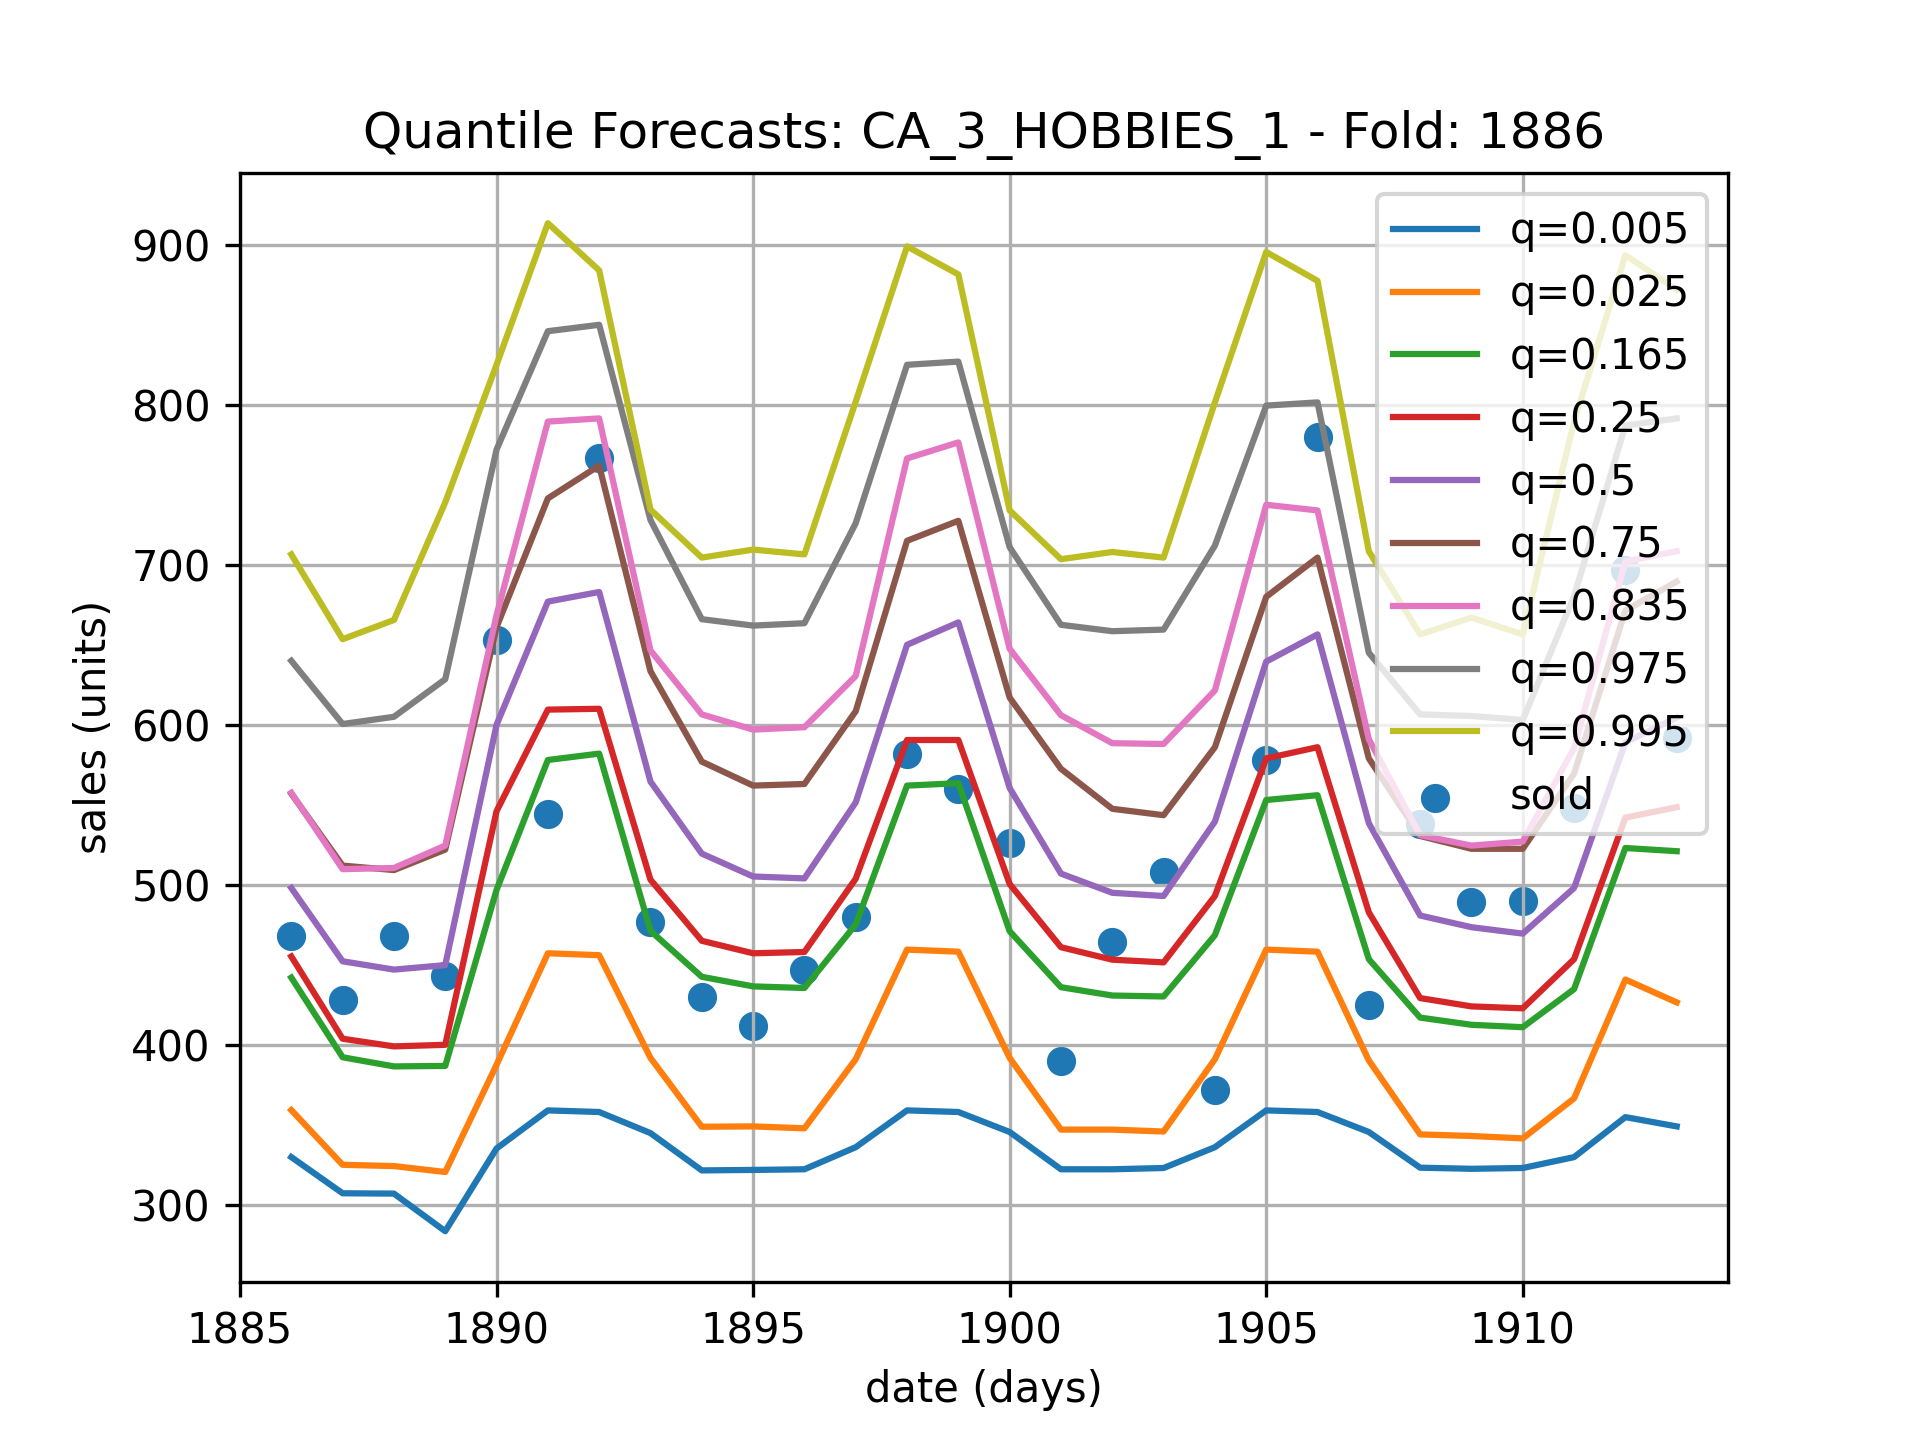 Quantile Forecasts: CA_3_HOBBIES_1 - Fold: 1886
900
800
700
600
500
400
300
sales (units)
q=0.005
q=0.025
q=0.165
q=0.25
q=0.5
q=0.75
q=0.835
q=0.975
q=0.995
sold
1885 1890 1895 1900 1905 1910
date (days)